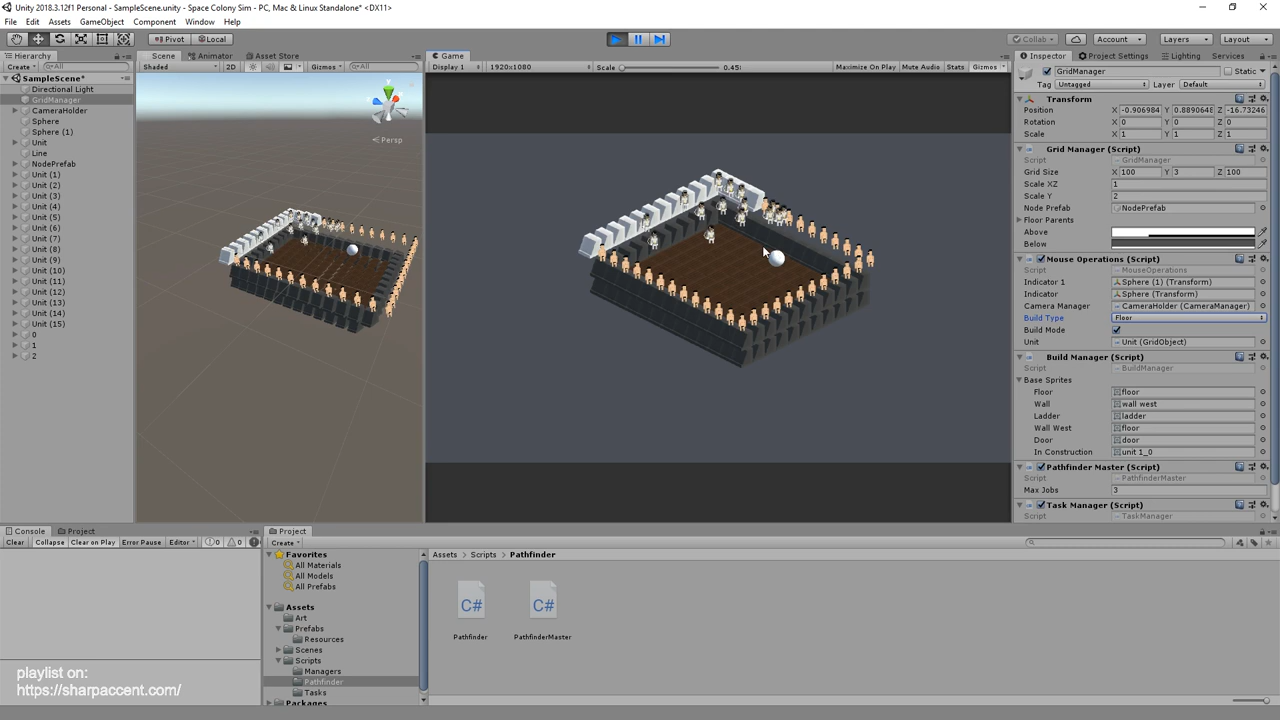 Unity 2018.3.12f1 Personal - SampleScene.unity - Space Colony Sim - PC, Mac & Linux Standalone* <DX11>
File Edit Assets GameObject Component Window Help
Pivot Local Collab Account Layers Layout
Hierarchy Scene Animator Asset Store Game Inspector Project Settings Lighting Services
Create All Shaded 2D Gizmos All Display 1 1920x1080 Scale 0.45x Maximize On Play Mute Audio Stats Gizmos
SampleScene*
Directional Light
GridManager
CameraHolder
Sphere
Sphere (1)
Unit
Line
NodePrefab
Unit (1)
Unit (2)
Unit (3)
Unit (4)
Unit (5)
Unit (6)
Unit (7)
Unit (8)
Unit (9)
Unit (10)
Unit (11)
Unit (12)
Unit (13)
Unit (14)
Unit (15)
0
1
2
Persp
GridManager Static
Tag Untagged Layer Default
Transform
Position X -0.906984 Y 0.8890648 Z -16.73246
Rotation X 0 Y 0 Z 0
Scale X 1 Y 1 Z 1
Grid Manager (Script)
Script GridManager
Grid Size X 100 Y 3 Z 100
Scale XZ 1
Scale Y 2
Node Prefab NodePrefab
Floor Parents
Above
Below
Mouse Operations (Script)
Script MouseOperations
Indicator 1 Sphere (1) (Transform)
Indicator Sphere (Transform)
Camera Manager CameraHolder (CameraManager)
Build Type Floor
Build Mode
Unit Unit (GridObject)
Build Manager (Script)
Script BuildManager
Base Sprites
Floor floor
Wall wall west
Ladder ladder
Wall West floor
Door door
In Construction unit 1_0
Pathfinder Master (Script)
Script PathfinderMaster
Max Jobs 3
Task Manager (Script)
Script TaskManager
Console Project
Clear Collapse Clear on Play Error Pause Editor 0 0
Project
Create
Favorites
All Materials
All Models
All Prefabs
Assets
Art
Prefabs
Resources
Scenes
Scripts
Managers
Pathfinder
Tasks
Packages
Assets Scripts Pathfinder
C# C#
Pathfinder PathfinderMaster
playlist on:
https://sharpaccent.com/